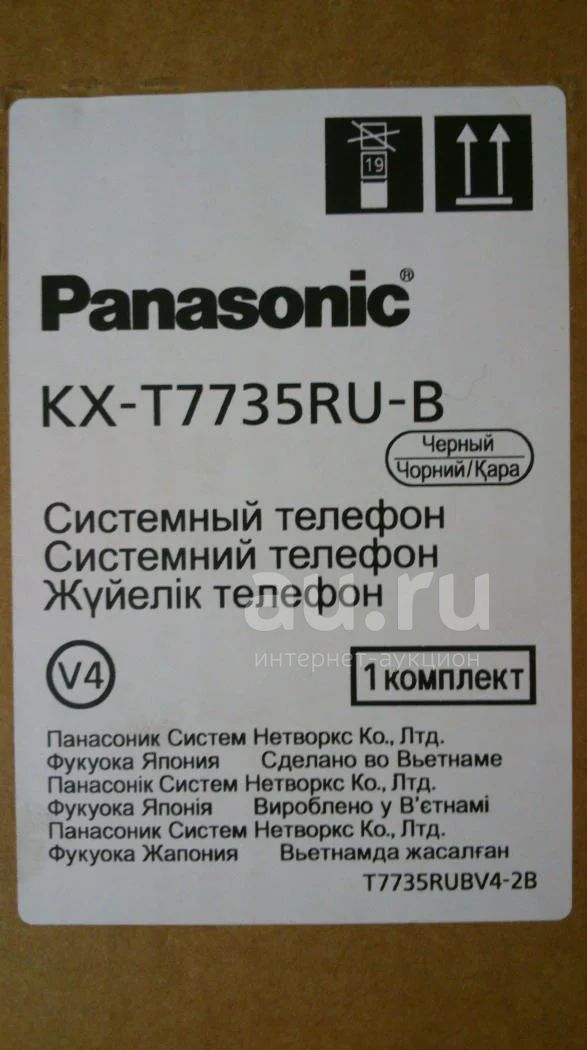 19
Panasonic®
KX-T7735RU-B
Черный
Чорний/Қара
Системный телефон
Системний телефон
Жүйелік телефон
au.ru
интернет-аукцион
V4
1 комплект
Панасоник Систем Нетворкс Ко., Лтд.
Фукуока Япония Сделано во Вьетнаме
Панасонік Систем Нетворкс Ко., Лтд.
Фукуока Японія Вироблено у В'єтнамі
Панасоник Систем Нетворкс Ко., Лтд.
Фукуока Жапония Вьетнамда жасалған
T7735RUBV4-2B